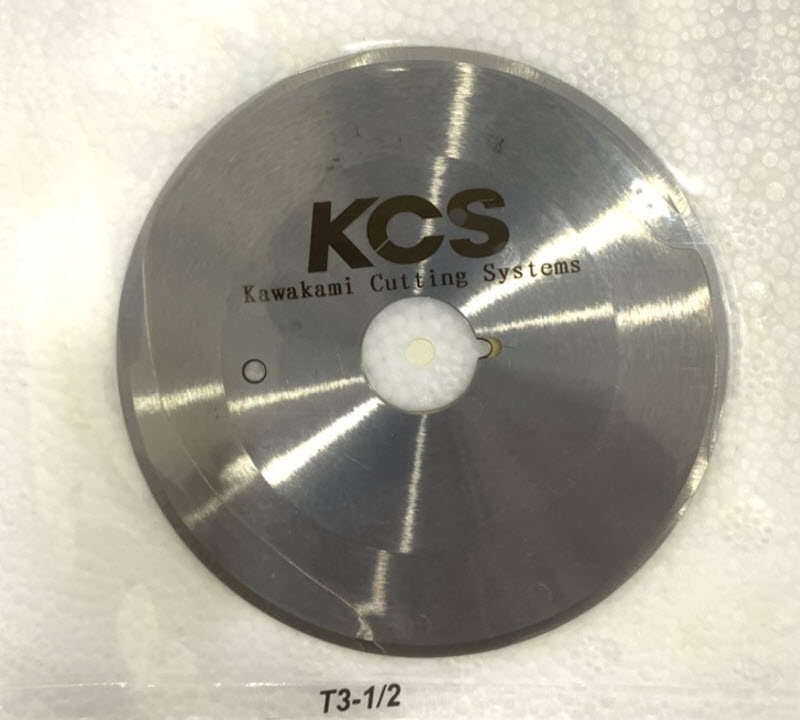 KCS
Kawakami Cutting Systems
T3-1/2